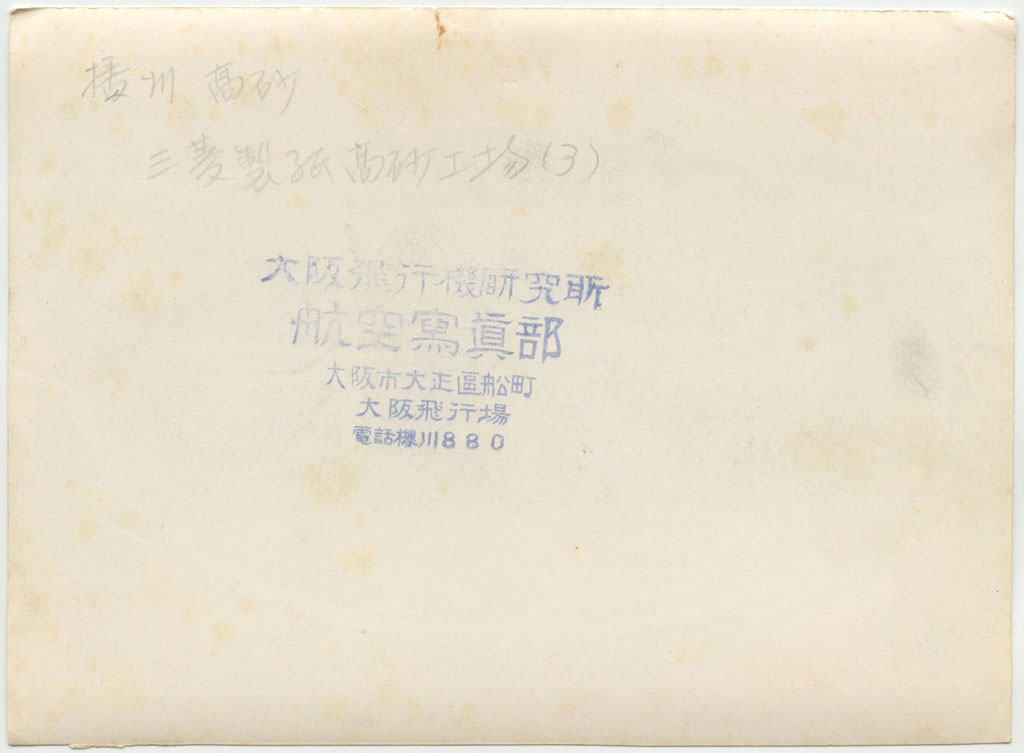 播州 高砂
三菱製紙高砂工場(3)
大阪飛行機研究所
航空寫眞部
大阪市大正區船町
大阪飛行場
電話櫻川880